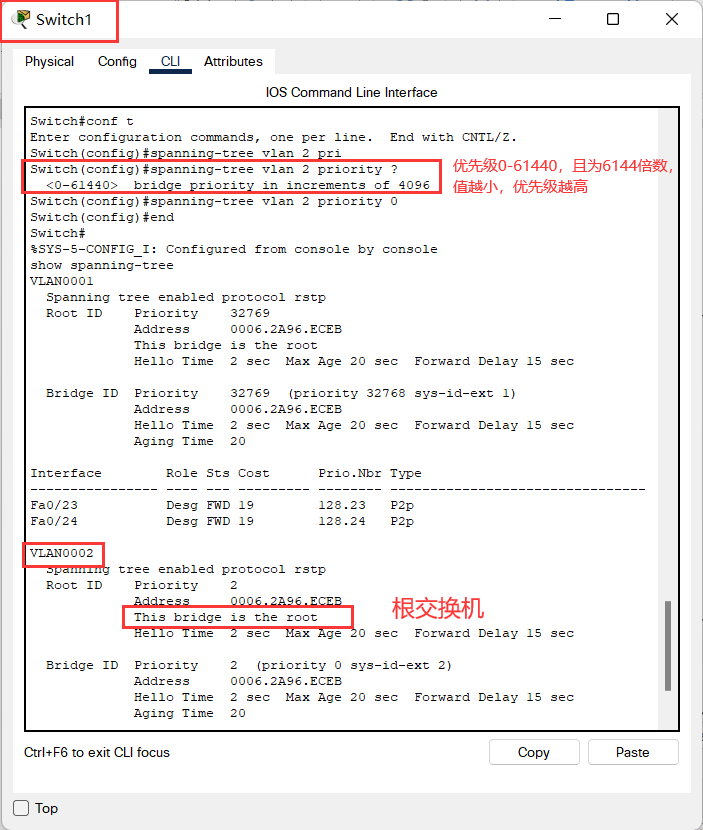 Switch1
Physical Config CLI Attributes
IOS Command Line Interface
Switch#conf t
Enter configuration commands, one per line.  End with CNTL/Z.
Switch(config)#spanning-tree vlan 2 pri
Switch(config)#spanning-tree vlan 2 priority ?
  <0-61440>  bridge priority in increments of 4096
优先级0-61440，且为6144倍数，
值越小，优先级越高
Switch(config)#spanning-tree vlan 2 priority 0
Switch(config)#end
Switch#
%SYS-5-CONFIG_I: Configured from console by console
show spanning-tree
VLAN0001
  Spanning tree enabled protocol rstp
  Root ID    Priority    32769
             Address     0006.2A96.ECEB
             This bridge is the root
             Hello Time  2 sec  Max Age 20 sec  Forward Delay 15 sec
  Bridge ID  Priority    32769  (priority 32768 sys-id-ext 1)
             Address     0006.2A96.ECEB
             Hello Time  2 sec  Max Age 20 sec  Forward Delay 15 sec
             Aging Time  20
Interface        Role Sts Cost      Prio.Nbr Type
---------------- ---- --- --------- -------- --------------------------------
Fa0/23           Desg FWD 19        128.23   P2p
Fa0/24           Desg FWD 19        128.24   P2p
VLAN0002
  Spanning tree enabled protocol rstp
  Root ID    Priority    2
             Address     0006.2A96.ECEB
             This bridge is the root
根交换机
             Hello Time  2 sec  Max Age 20 sec  Forward Delay 15 sec
  Bridge ID  Priority    2  (priority 0 sys-id-ext 2)
             Address     0006.2A96.ECEB
             Hello Time  2 sec  Max Age 20 sec  Forward Delay 15 sec
             Aging Time  20
Ctrl+F6 to exit CLI focus
Copy Paste
Top